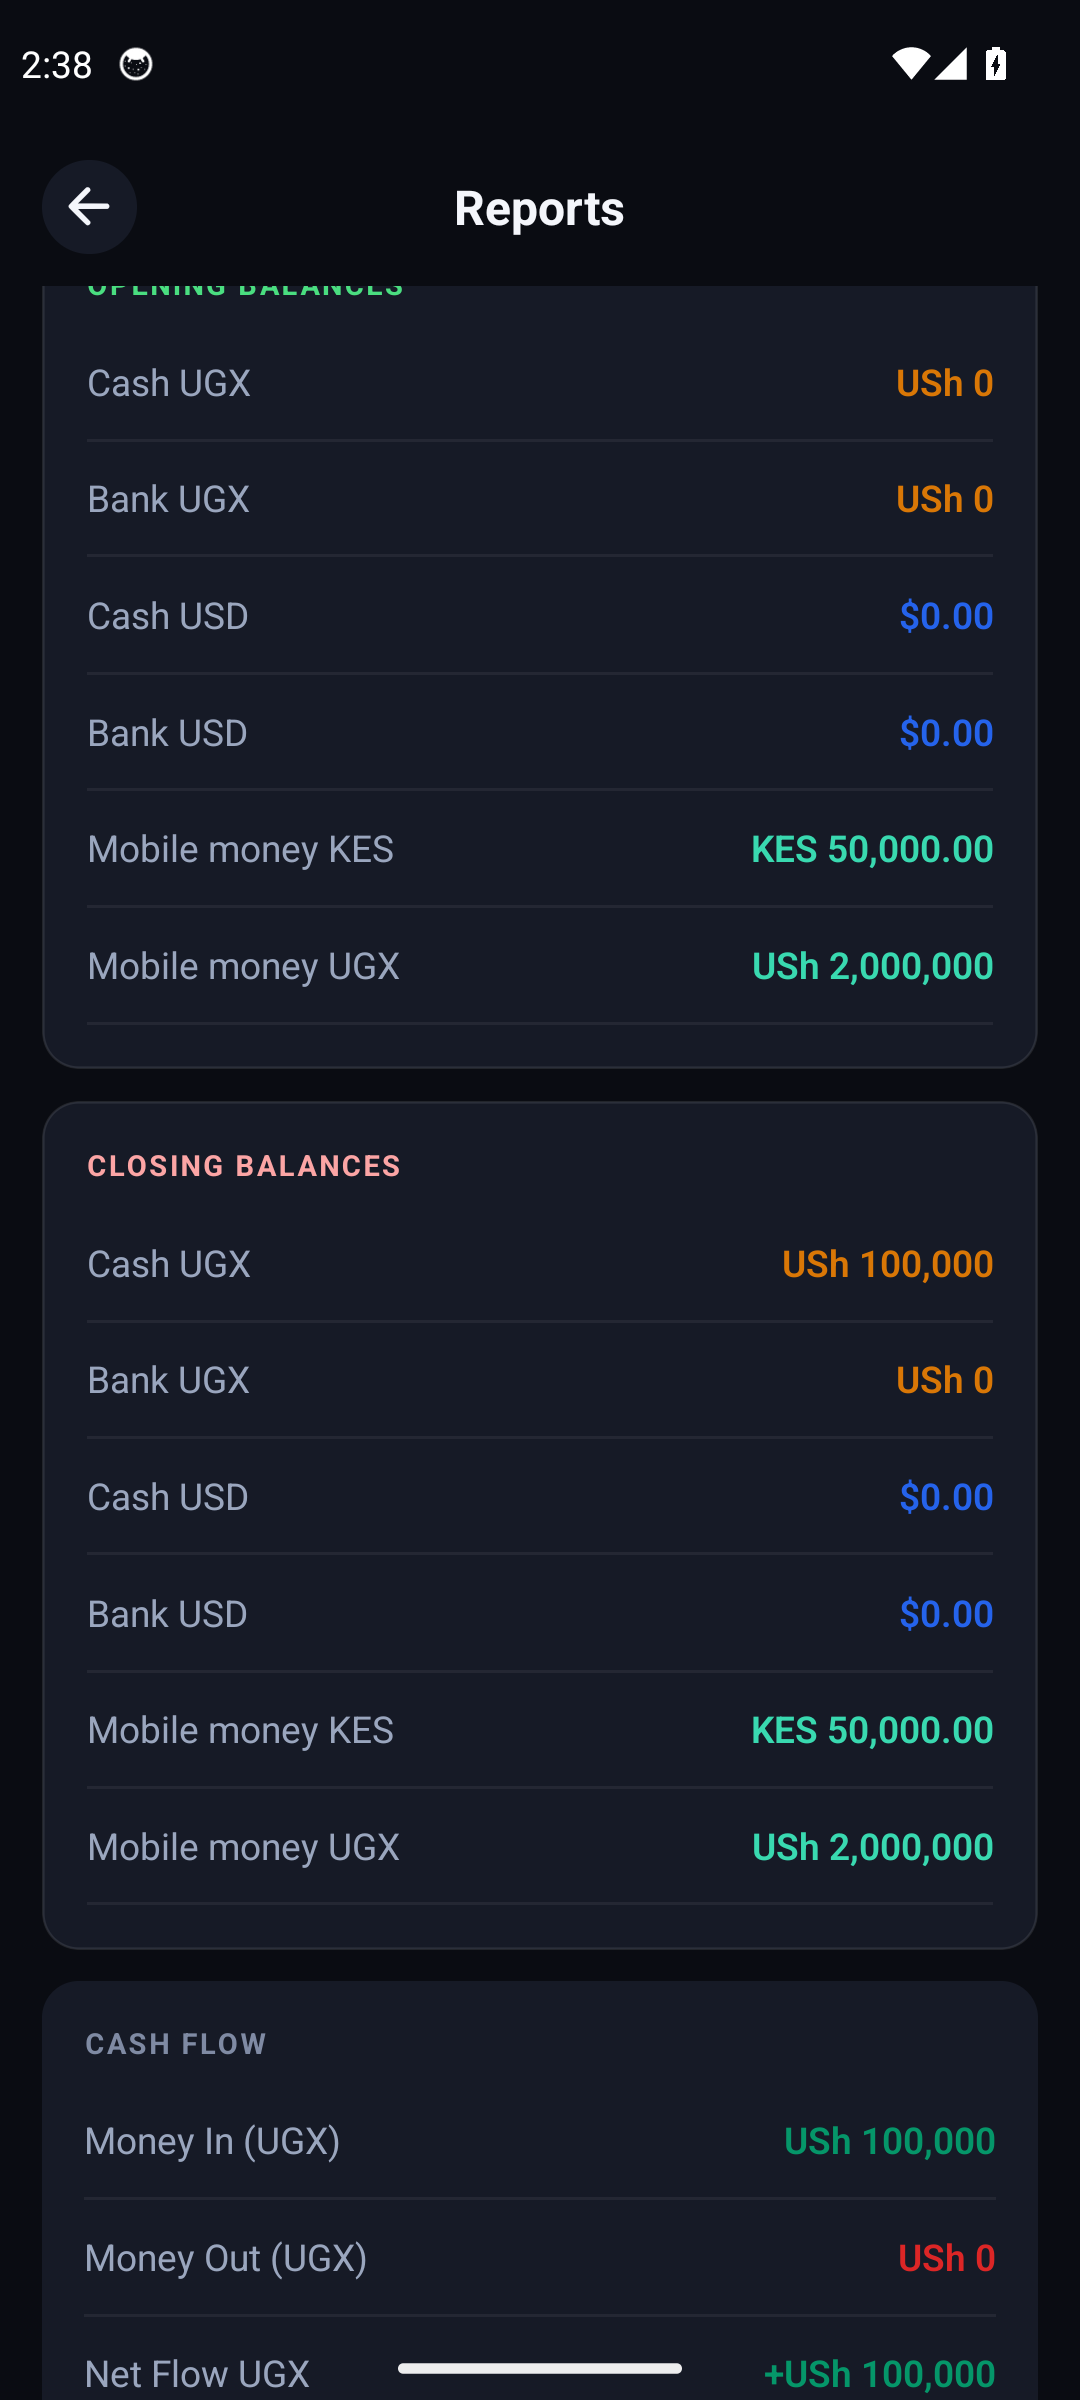 2:38
Reports
OPENING BALANCES
Cash UGX USh 0
Bank UGX USh 0
Cash USD $0.00
Bank USD $0.00
Mobile money KES KES 50,000.00
Mobile money UGX USh 2,000,000
CLOSING BALANCES
Cash UGX USh 100,000
Bank UGX USh 0
Cash USD $0.00
Bank USD $0.00
Mobile money KES KES 50,000.00
Mobile money UGX USh 2,000,000
CASH FLOW
Money In (UGX) USh 100,000
Money Out (UGX) USh 0
Net Flow UGX +USh 100,000